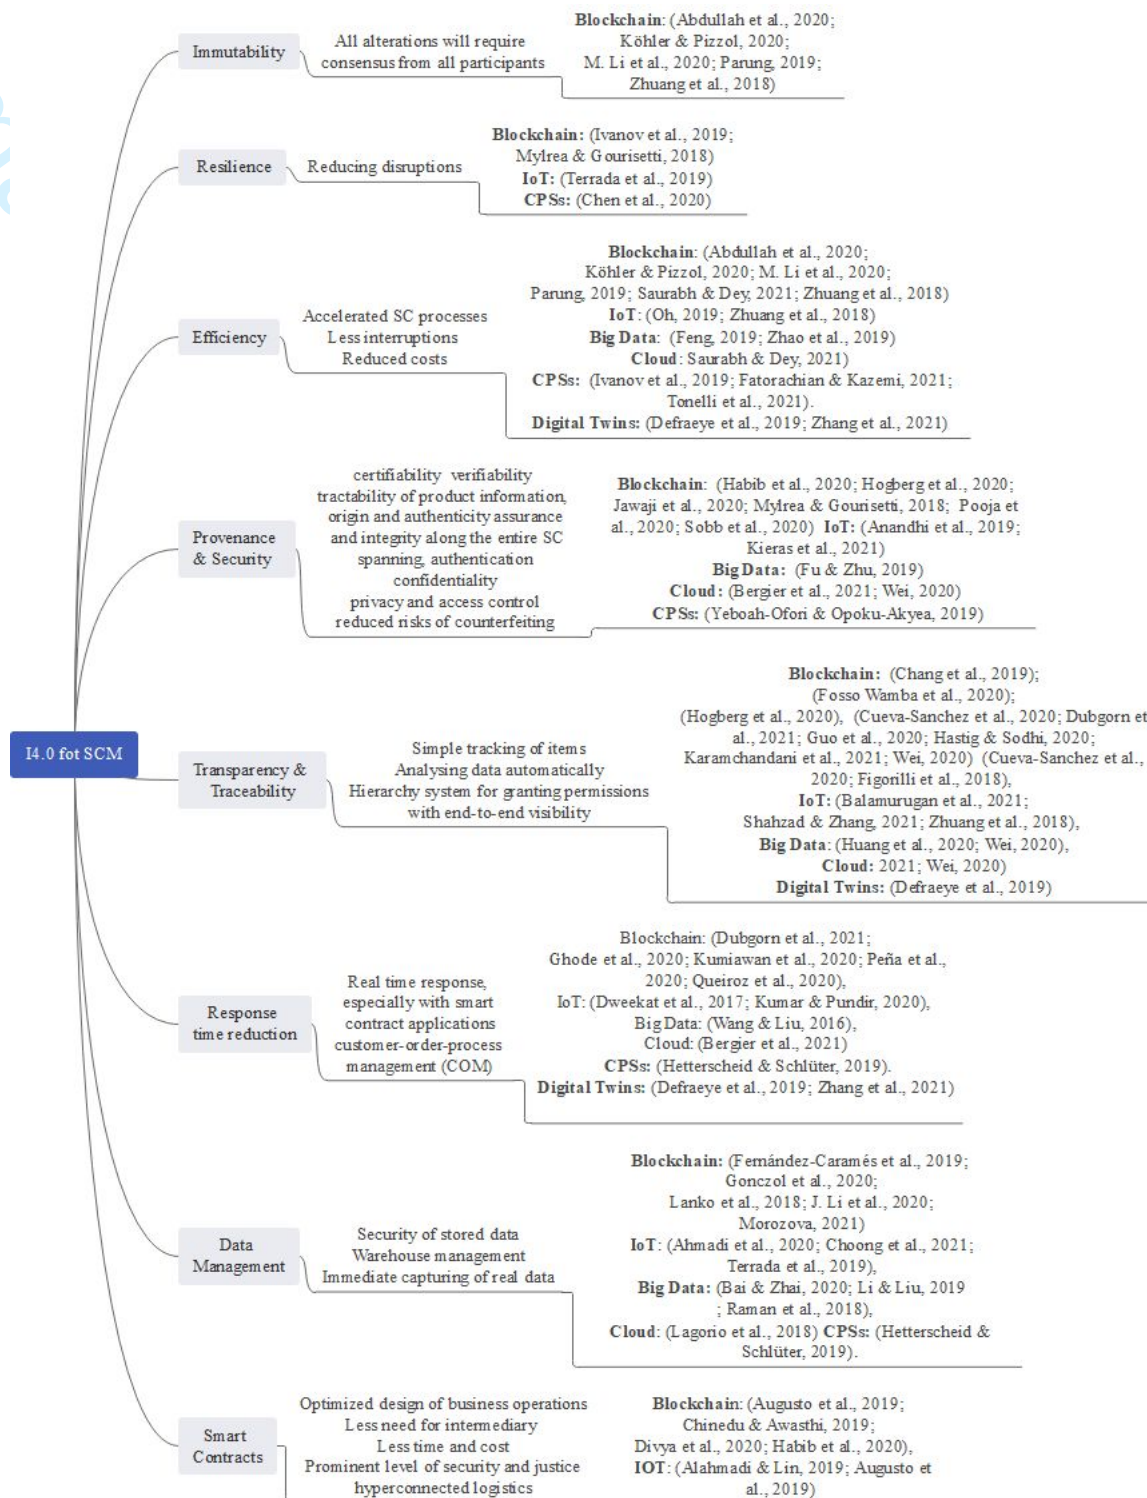 I4.0 fot SCM
Immutability
All alterations will require
consensus from all participants
Blockchain: (Abdullah et al., 2020;
Köhler & Pizzol, 2020;
M. Li et al., 2020; Parung, 2019;
Zhuang et al., 2018)
Resilience
Reducing disruptions
Blockchain: (Ivanov et al., 2019;
Mylrea & Gourisetti, 2018)
IoT: (Terrada et al., 2019)
CPSs: (Chen et al., 2020)
Efficiency
Accelerated SC processes
Less interruptions
Reduced costs
Blockchain: (Abdullah et al., 2020;
Köhler & Pizzol, 2020; M. Li et al., 2020;
Parung, 2019; Saurabh & Dey, 2021; Zhuang et al., 2018)
IoT: (Oh, 2019; Zhuang et al., 2018)
Big Data: (Feng, 2019; Zhao et al., 2019)
Cloud: Saurabh & Dey, 2021)
CPSs: (Ivanov et al., 2019; Fatorachian & Kazemi, 2021;
Tonelli et al., 2021).
Digital Twins: (Defraeye et al., 2019; Zhang et al., 2021)
Provenance
& Security
certifiability verifiability
tractability of product information,
origin and authenticity assurance
and integrity along the entire SC
spanning, authentication
confidentiality
privacy and access control
reduced risks of counterfeiting
Blockchain: (Habib et al., 2020; Hogberg et al., 2020;
Jawaji et al., 2020; Mylrea & Gourisetti, 2018; Pooja et
al., 2020; Sobb et al., 2020) IoT: (Anandhi et al., 2019;
Kieras et al., 2021)
Big Data: (Fu & Zhu, 2019)
Cloud: (Bergier et al., 2021; Wei, 2020)
CPSs: (Yeboah-Ofori & Opoku-Akyea, 2019)
Transparency &
Traceability
Simple tracking of items
Analysing data automatically
Hierarchy system for granting permissions
with end-to-end visibility
Blockchain: (Chang et al., 2019);
(Fosso Wamba et al., 2020);
(Hogberg et al., 2020), (Cueva-Sanchez et al., 2020; Dubgorn et
al., 2021; Guo et al., 2020; Hastig & Sodhi, 2020;
Karamchandani et al., 2021; Wei, 2020) (Cueva-Sanchez et al.,
2020; Figorilli et al., 2018),
IoT: (Balamurugan et al., 2021;
Shahzad & Zhang, 2021; Zhuang et al., 2018),
Big Data: (Huang et al., 2020; Wei, 2020),
Cloud: 2021; Wei, 2020)
Digital Twins: (Defraeye et al., 2019)
Response
time reduction
Real time response,
especially with smart
contract applications
customer-order-process
management (COM)
Blockchain: (Dubgorn et al., 2021;
Ghode et al., 2020; Kumiawan et al., 2020; Peña et al.,
2020; Queiroz et al., 2020),
IoT: (Dweekat et al., 2017; Kumar & Pundir, 2020),
Big Data: (Wang & Liu, 2016),
Cloud: (Bergier et al., 2021)
CPSs: (Hetterscheid & Schlüter, 2019).
Digital Twins: (Defraeye et al., 2019; Zhang et al., 2021)
Data
Management
Security of stored data
Warehouse management
Immediate capturing of real data
Blockchain: (Fernández-Caramés et al., 2019;
Gonczol et al., 2020;
Lanko et al., 2018; J. Li et al., 2020;
Morozova, 2021)
IoT: (Ahmadi et al., 2020; Choong et al., 2021;
Terrada et al., 2019),
Big Data: (Bai & Zhai, 2020; Li & Liu, 2019
; Raman et al., 2018),
Cloud: (Lagorio et al., 2018) CPSs: (Hetterscheid &
Schlüter, 2019).
Smart
Contracts
Optimized design of business operations
Less need for intermediary
Less time and cost
Prominent level of security and justice
hyperconnected logistics
Blockchain: (Augusto et al., 2019;
Chinedu & Awasthi, 2019;
Divya et al., 2020; Habib et al., 2020),
IOT: (Alahmadi & Lin, 2019; Augusto et
al., 2019)